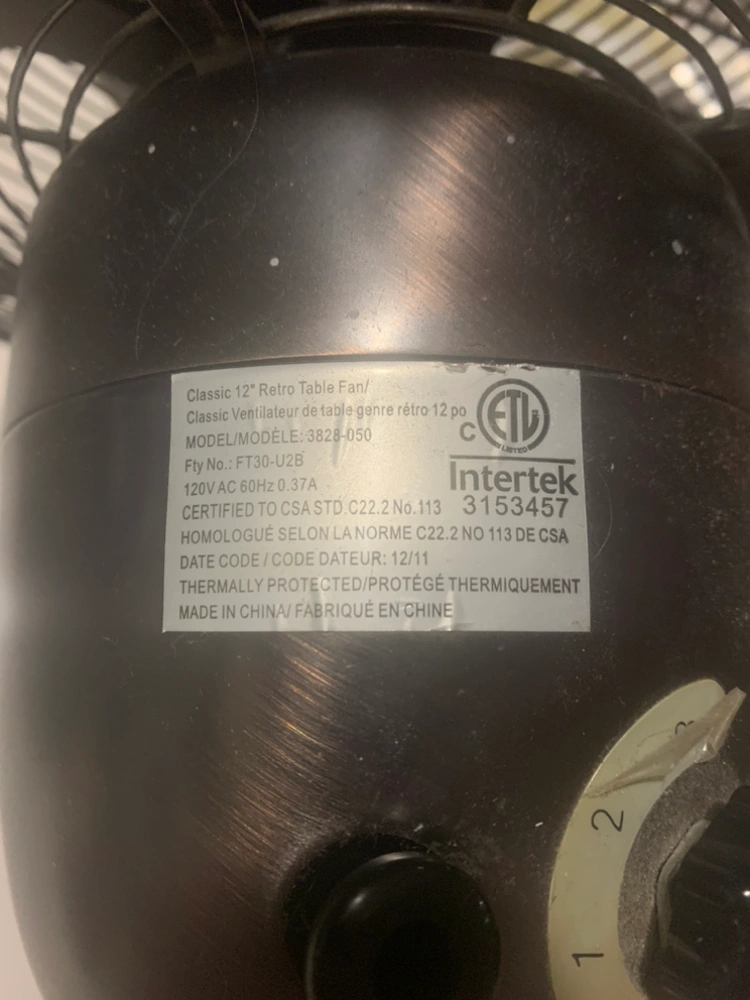 Classic 12" Retro Table Fan/
Classic Ventilateur de table genre rétro 12 po
MODEL/MODÈLE: 3828-050
Fty No.: FT30-U2B
120V AC 60Hz 0.37A
CERTIFIED TO CSA STD.C22.2 No.113
HOMOLOGUÉ SELON LA NORME C22.2 NO 113 DE CSA
DATE CODE / CODE DATEUR: 12/11
THERMALLY PROTECTED/PROTÉGÉ THERMIQUEMENT
MADE IN CHINA/ FABRIQUÉ EN CHINE
C ETL
LISTED
Intertek
3153457
3
2
1